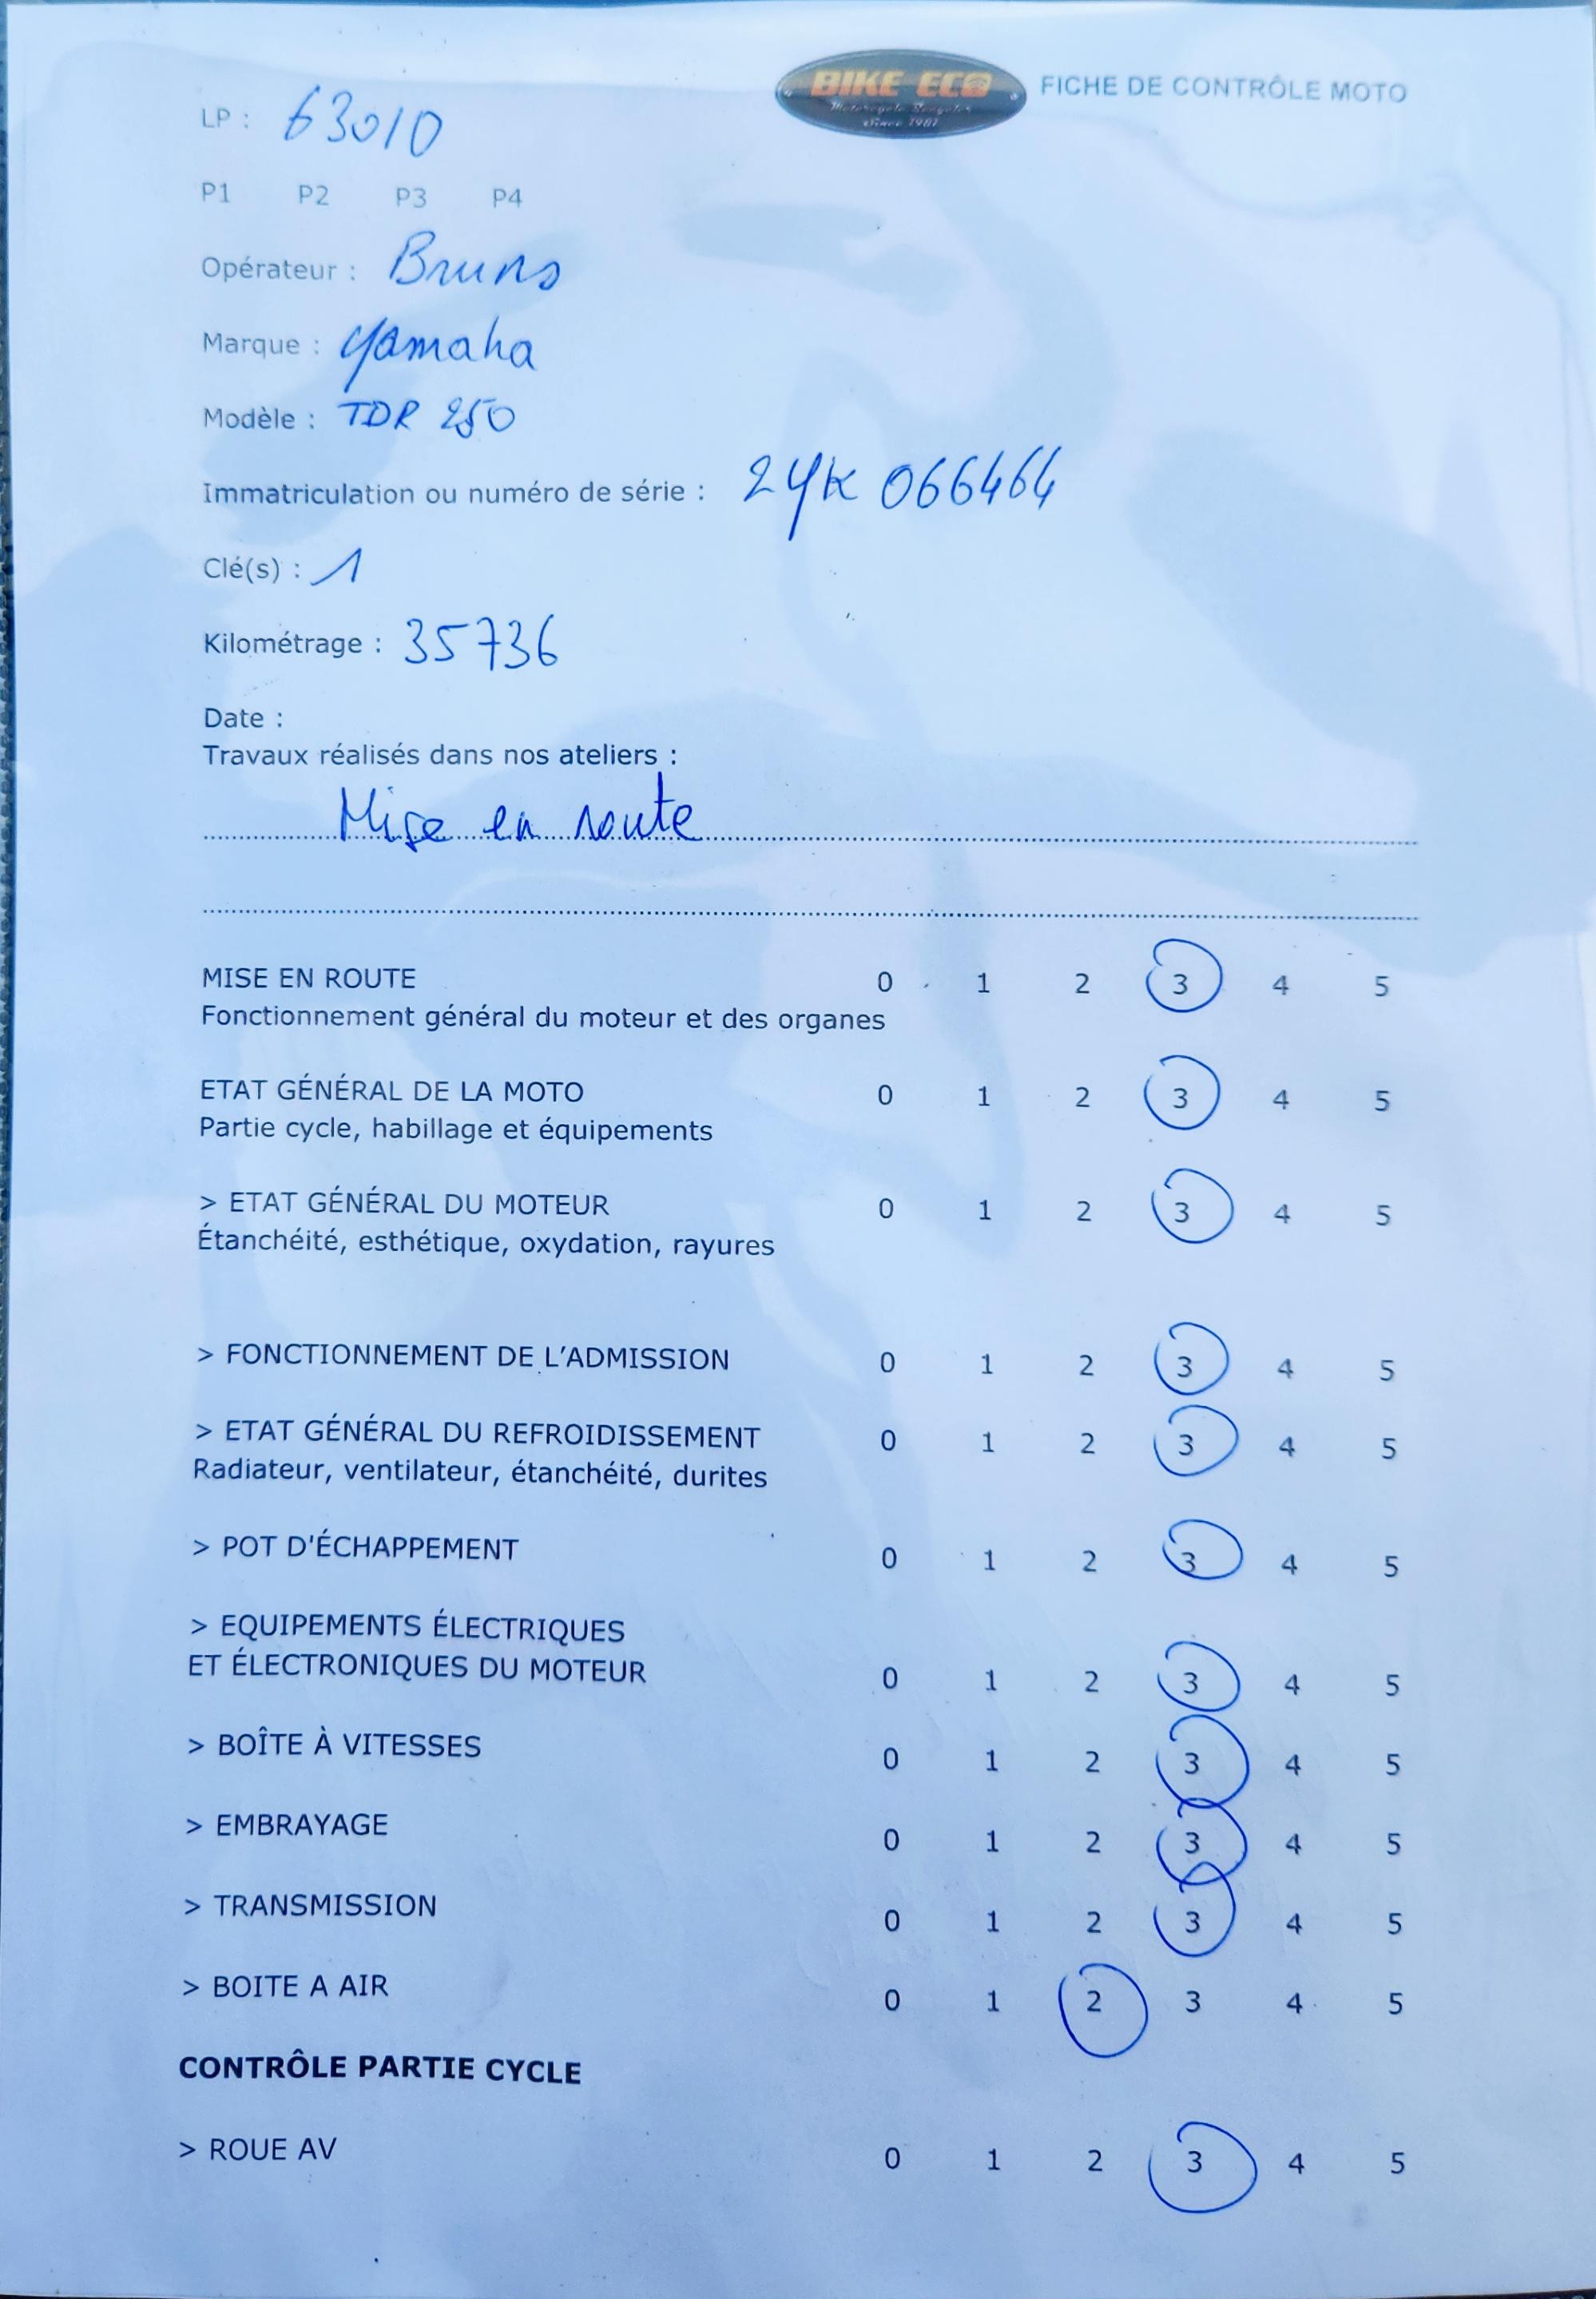 BIKE ECO
Motorcycle Recycler
Since 1987
FICHE DE CONTRÔLE MOTO
LP : 63010
P1 P2 P3 P4
Opérateur : Bruno
Marque : Yamaha
Modèle : TDR 250
Immatriculation ou numéro de série : 2YK 066464
Clé(s) : 1
Kilométrage : 35736
Date :
Travaux réalisés dans nos ateliers :
Mise en route
MISE EN ROUTE 0 1 2 3 4 5
Fonctionnement général du moteur et des organes
ETAT GÉNÉRAL DE LA MOTO 0 1 2 3 4 5
Partie cycle, habillage et équipements
> ETAT GÉNÉRAL DU MOTEUR 0 1 2 3 4 5
Étanchéité, esthétique, oxydation, rayures
> FONCTIONNEMENT DE L'ADMISSION 0 1 2 3 4 5
> ETAT GÉNÉRAL DU REFROIDISSEMENT 0 1 2 3 4 5
Radiateur, ventilateur, étanchéité, durites
> POT D'ÉCHAPPEMENT 0 1 2 3 4 5
> EQUIPEMENTS ÉLECTRIQUES
ET ÉLECTRONIQUES DU MOTEUR 0 1 2 3 4 5
> BOÎTE À VITESSES 0 1 2 3 4 5
> EMBRAYAGE 0 1 2 3 4 5
> TRANSMISSION 0 1 2 3 4 5
> BOITE A AIR 0 1 2 3 4 5
CONTRÔLE PARTIE CYCLE
> ROUE AV 0 1 2 3 4 5